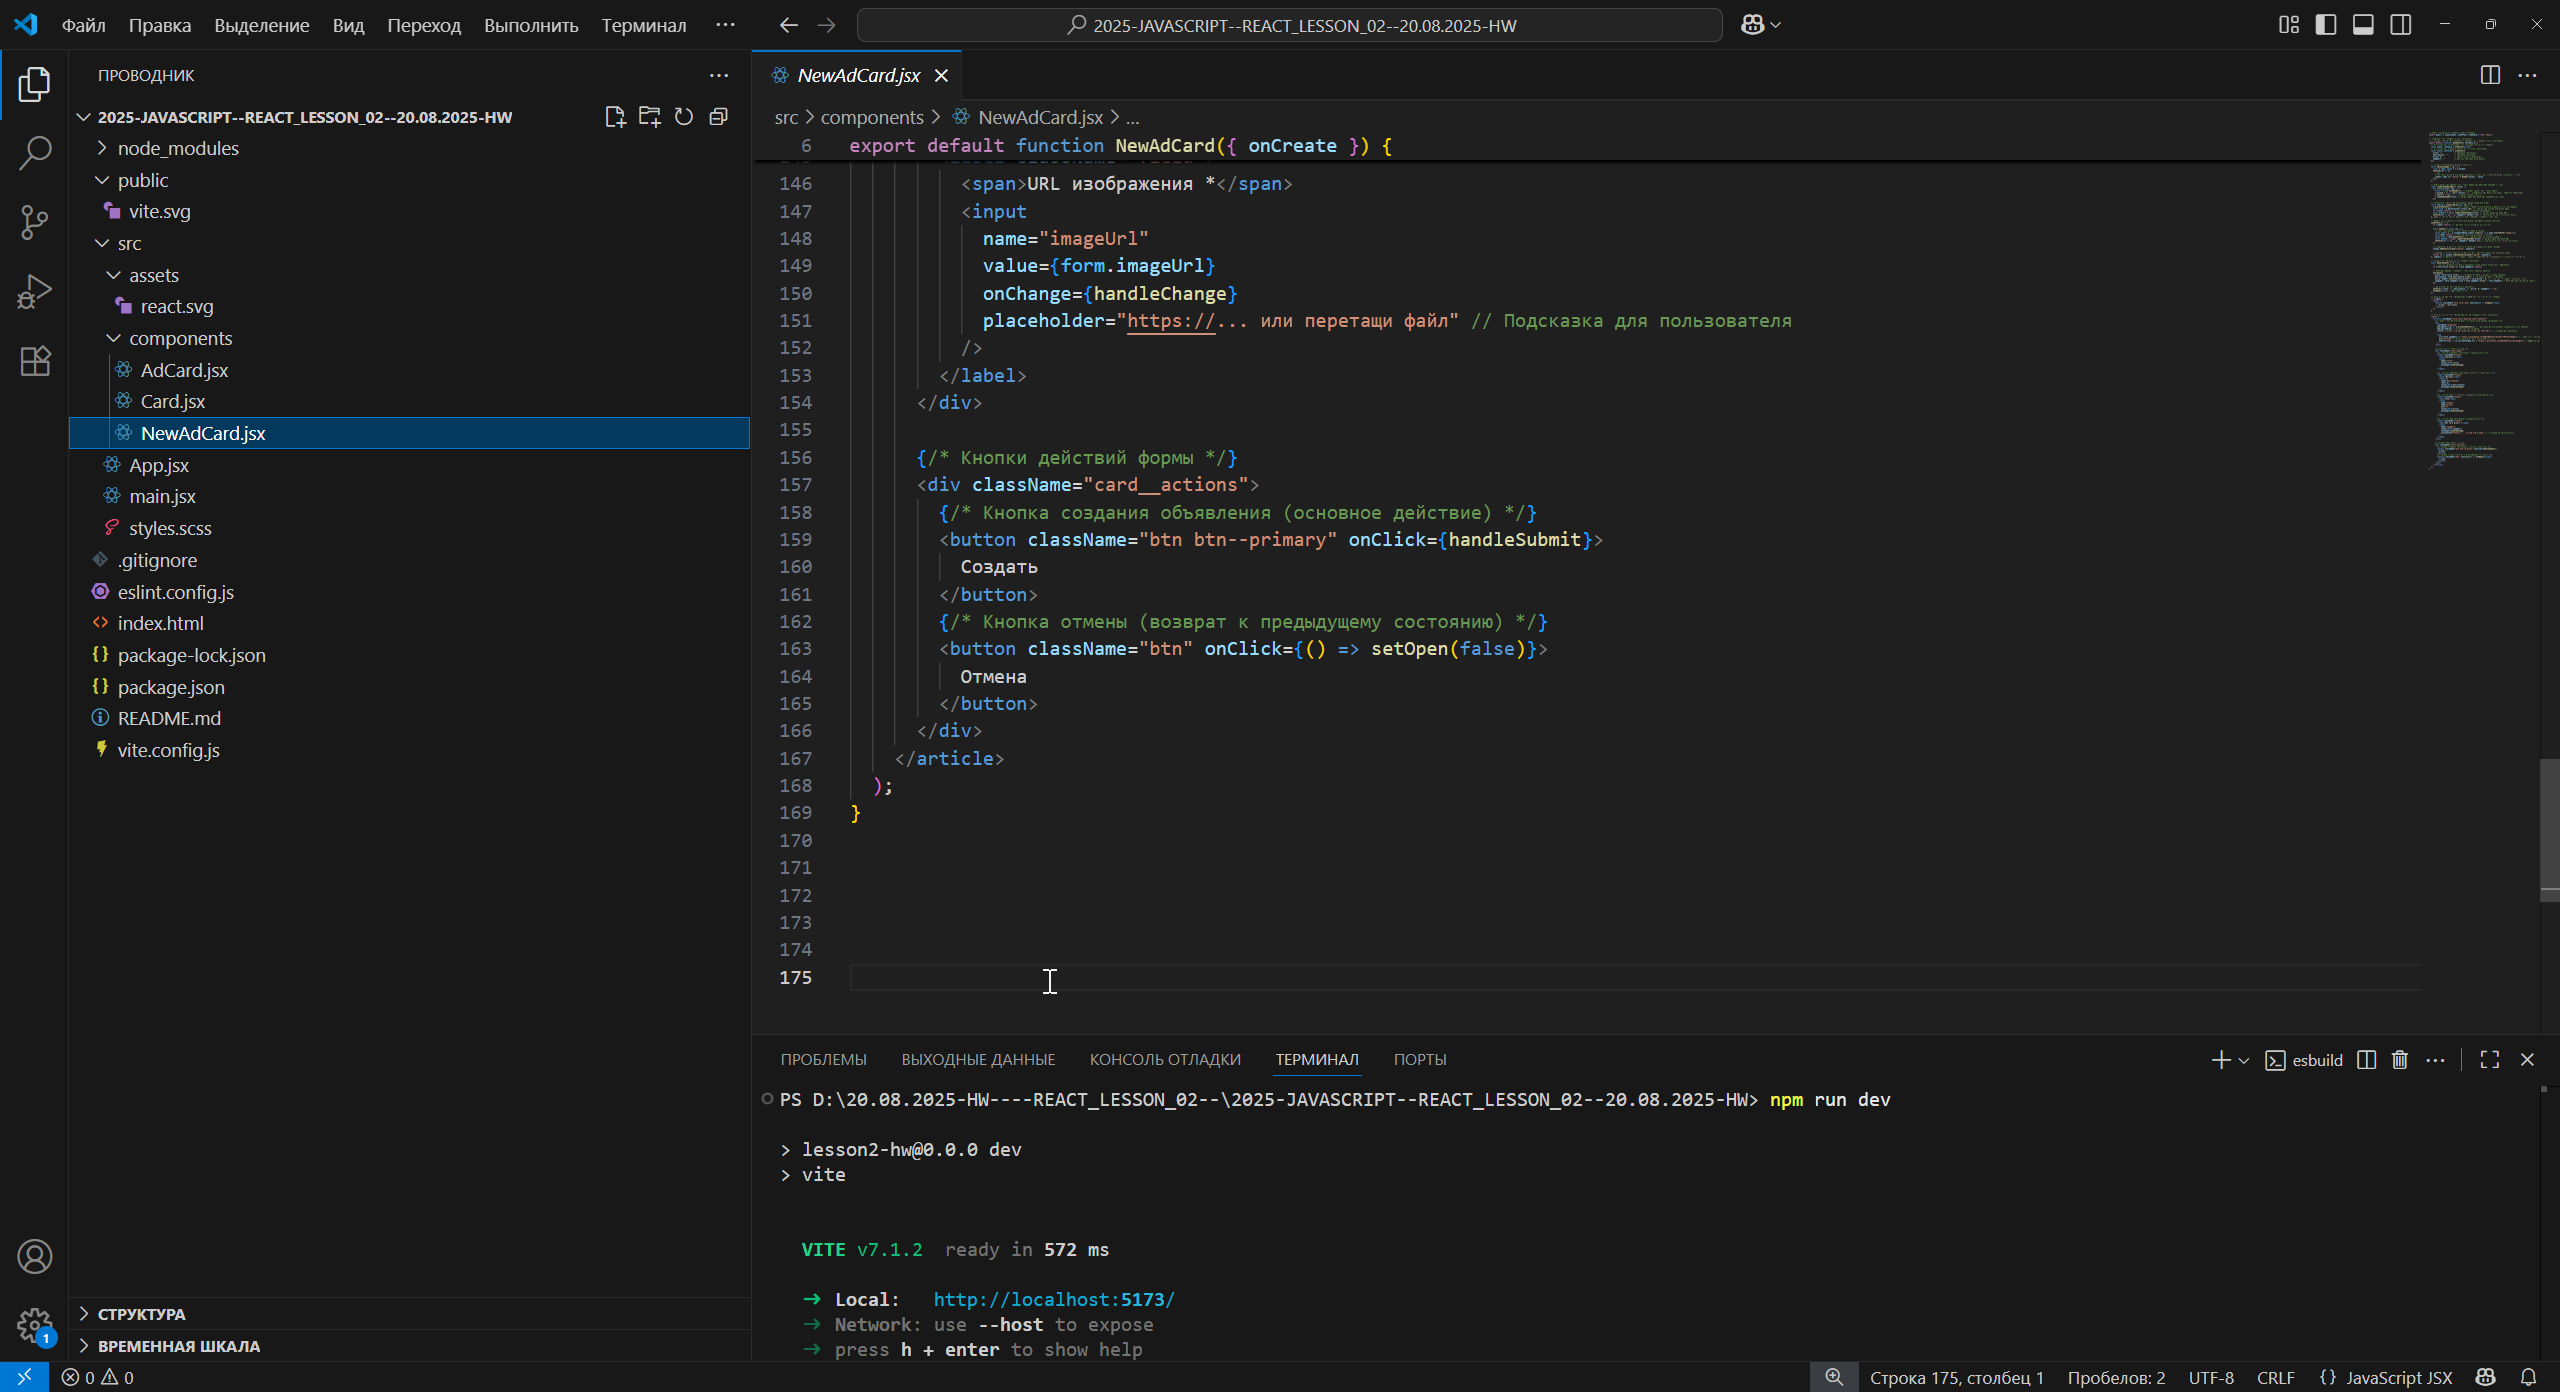 Файл Правка Выделение Вид Переход Выполнить Терминал ··· 2025-JAVASCRIPT--REACT_LESSON_02--20.08.2025-HW
ПРОВОДНИК
2025-JAVASCRIPT--REACT_LESSON_02--20.08.2025-HW
node_modules
public
vite.svg
src
assets
react.svg
components
AdCard.jsx
Card.jsx
NewAdCard.jsx
App.jsx
main.jsx
styles.scss
.gitignore
eslint.config.js
index.html
package-lock.json
package.json
README.md
vite.config.js
СТРУКТУРА
ВРЕМЕННАЯ ШКАЛА
1
NewAdCard.jsx
src > components > NewAdCard.jsx > ...
6 export default function NewAdCard({ onCreate }) {
146 <span>URL изображения *</span>
147 <input
148 name="imageUrl"
149 value={form.imageUrl}
150 onChange={handleChange}
151 placeholder="https://... или перетащи файл" // Подсказка для пользователя
152 />
153 </label>
154 </div>
155
156 {/* Кнопки действий формы */}
157 <div className="card__actions">
158 {/* Кнопка создания объявления (основное действие) */}
159 <button className="btn btn--primary" onClick={handleSubmit}>
160 Создать
161 </button>
162 {/* Кнопка отмены (возврат к предыдущему состоянию) */}
163 <button className="btn" onClick={() => setOpen(false)}>
164 Отмена
165 </button>
166 </div>
167 </article>
168 );
169 }
170
171
172
173
174
175
ПРОБЛЕМЫ ВЫХОДНЫЕ ДАННЫЕ КОНСОЛЬ ОТЛАДКИ ТЕРМИНАЛ ПОРТЫ esbuild
PS D:\20.08.2025-HW----REACT_LESSON_02--\2025-JAVASCRIPT--REACT_LESSON_02--20.08.2025-HW> npm run dev
> lesson2-hw@0.0.0 dev
> vite
VITE v7.1.2 ready in 572 ms
➜ Local: http://localhost:5173/
➜ Network: use --host to expose
➜ press h + enter to show help
0 0 Строка 175, столбец 1 Пробелов: 2 UTF-8 CRLF {} JavaScript JSX